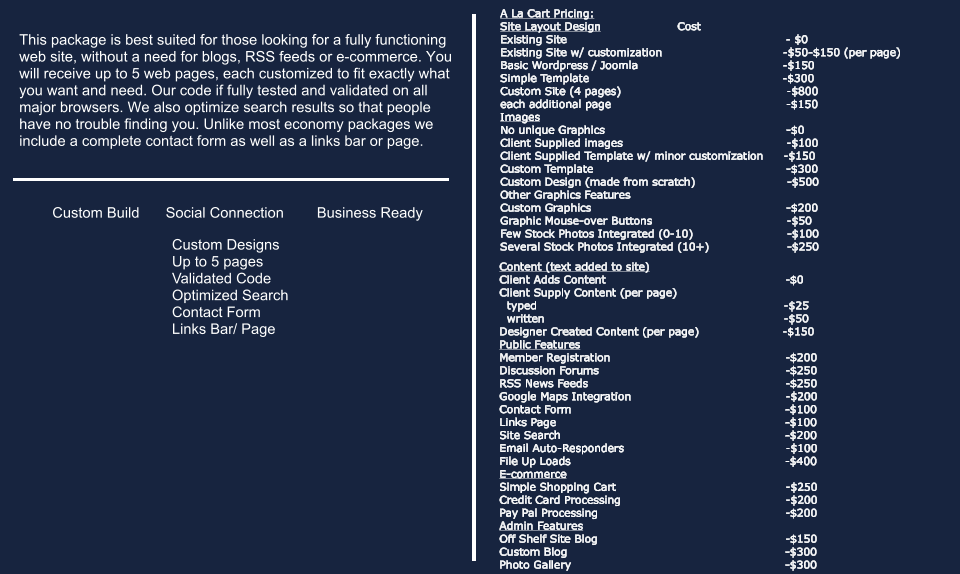 This package is best suited for those looking for a fully functioning
web site, without a need for blogs, RSS feeds or e-commerce. You
will receive up to 5 web pages, each customized to fit exactly what
you want and need. Our code if fully tested and validated on all
major browsers. We also optimize search results so that people
have no trouble finding you. Unlike most economy packages we
include a complete contact form as well as a links bar or page.
Custom Build Social Connection Business Ready
Custom Designs
Up to 5 pages
Validated Code
Optimized Search
Contact Form
Links Bar/ Page
A La Cart Pricing:
Site Layout Design Cost
Existing Site - $0
Existing Site w/ customization -$50-$150 (per page)
Basic Wordpress / Joomla -$150
Simple Template -$300
Custom Site (4 pages) -$800
each additional page -$150
Images
No unique Graphics -$0
Client Supplied images -$100
Client Supplied Template w/ minor customization -$150
Custom Template -$300
Custom Design (made from scratch) -$500
Other Graphics Features
Custom Graphics -$200
Graphic Mouse-over Buttons -$50
Few Stock Photos Integrated (0-10) -$100
Several Stock Photos Integrated (10+) -$250
Content (text added to site)
Client Adds Content -$0
Client Supply Content (per page)
typed -$25
written -$50
Designer Created Content (per page) -$150
Public Features
Member Registration -$200
Discussion Forums -$250
RSS News Feeds -$250
Google Maps Integration -$200
Contact Form -$100
Links Page -$100
Site Search -$200
Email Auto-Responders -$100
File Up Loads -$400
E-commerce
Simple Shopping Cart -$250
Credit Card Processing -$200
Pay Pal Processing -$200
Admin Features
Off Shelf Site Blog -$150
Custom Blog -$300
Photo Gallery -$300